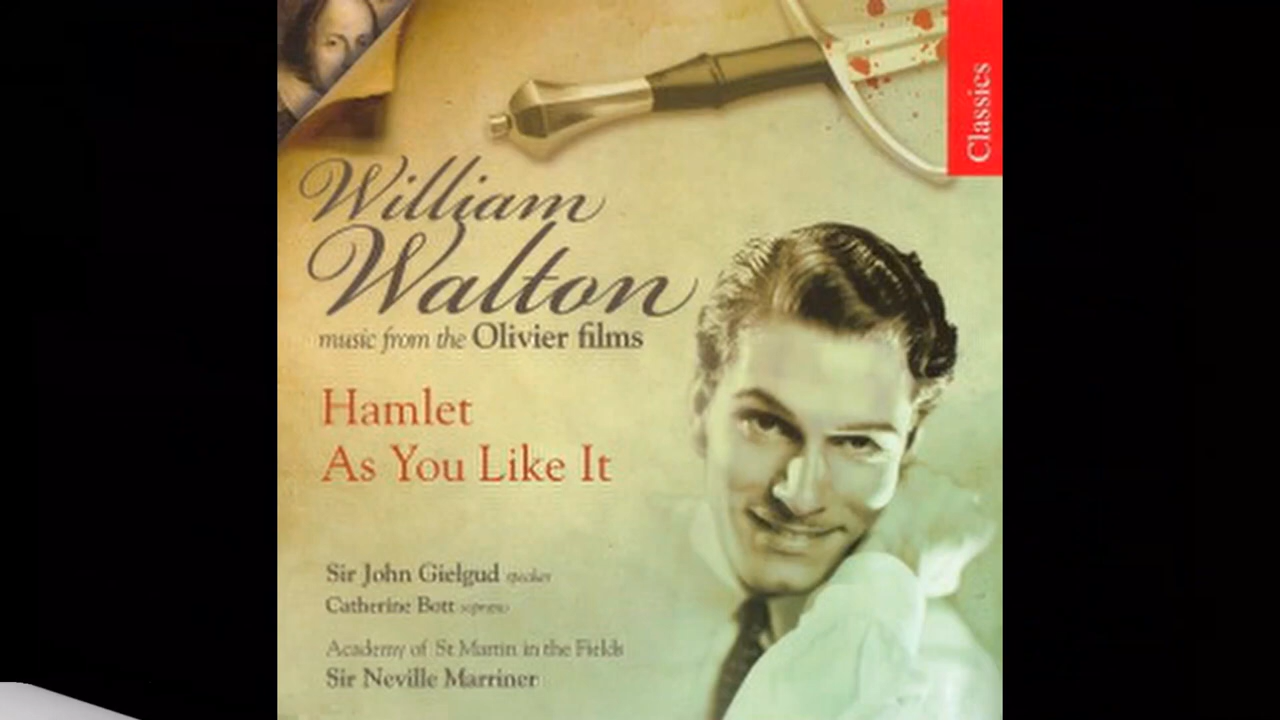 Classics
William
Walton
music from the Olivier films
Hamlet
As You Like It
Sir John Gielgud speaker
Catherine Bott soprano
Academy of St Martin in the Fields
Sir Neville Marriner